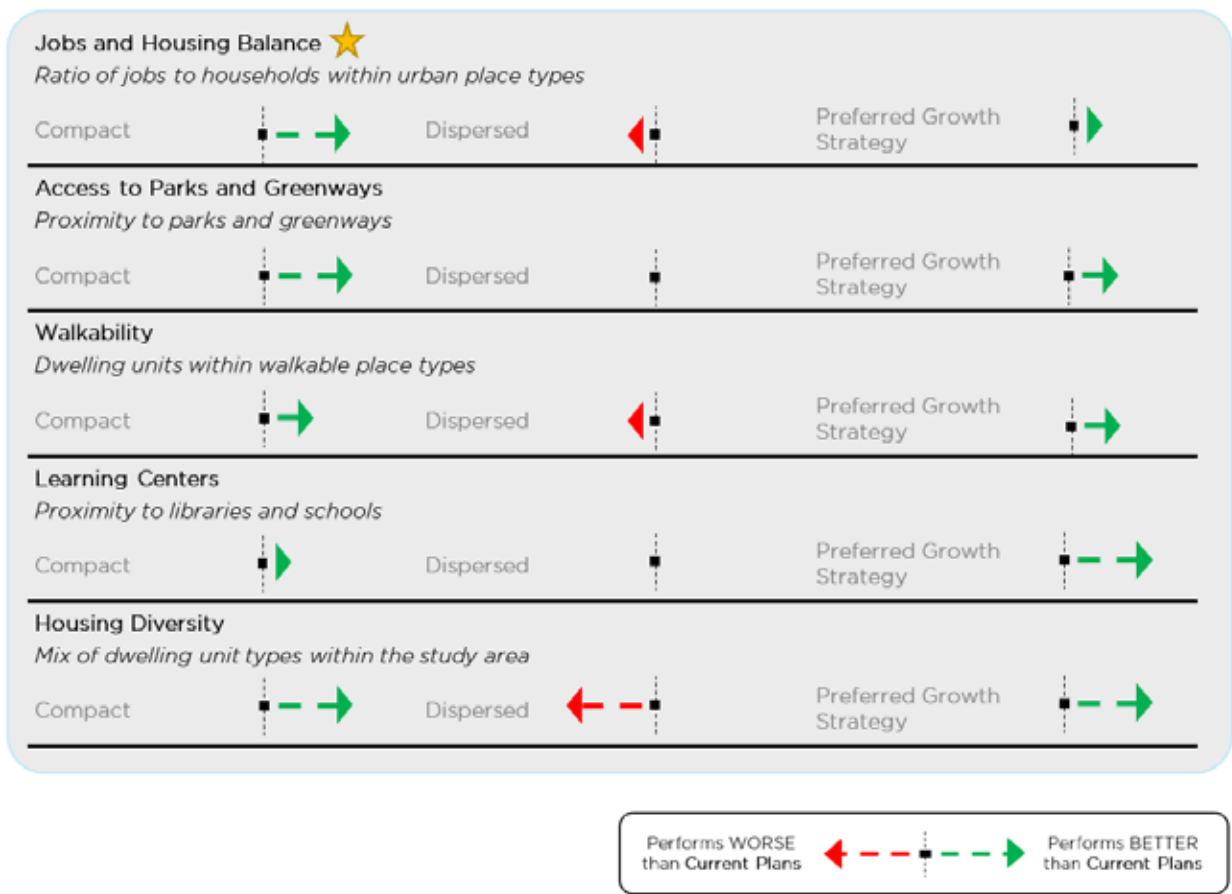 Jobs and Housing Balance
Ratio of jobs to households within urban place types
Compact
Dispersed
Preferred Growth
Strategy
Access to Parks and Greenways
Proximity to parks and greenways
Compact
Dispersed
Preferred Growth
Strategy
Walkability
Dwelling units within walkable place types
Compact
Dispersed
Preferred Growth
Strategy
Learning Centers
Proximity to libraries and schools
Compact
Dispersed
Preferred Growth
Strategy
Housing Diversity
Mix of dwelling unit types within the study area
Compact
Dispersed
Preferred Growth
Strategy
Performs WORSE
than Current Plans
Performs BETTER
than Current Plans